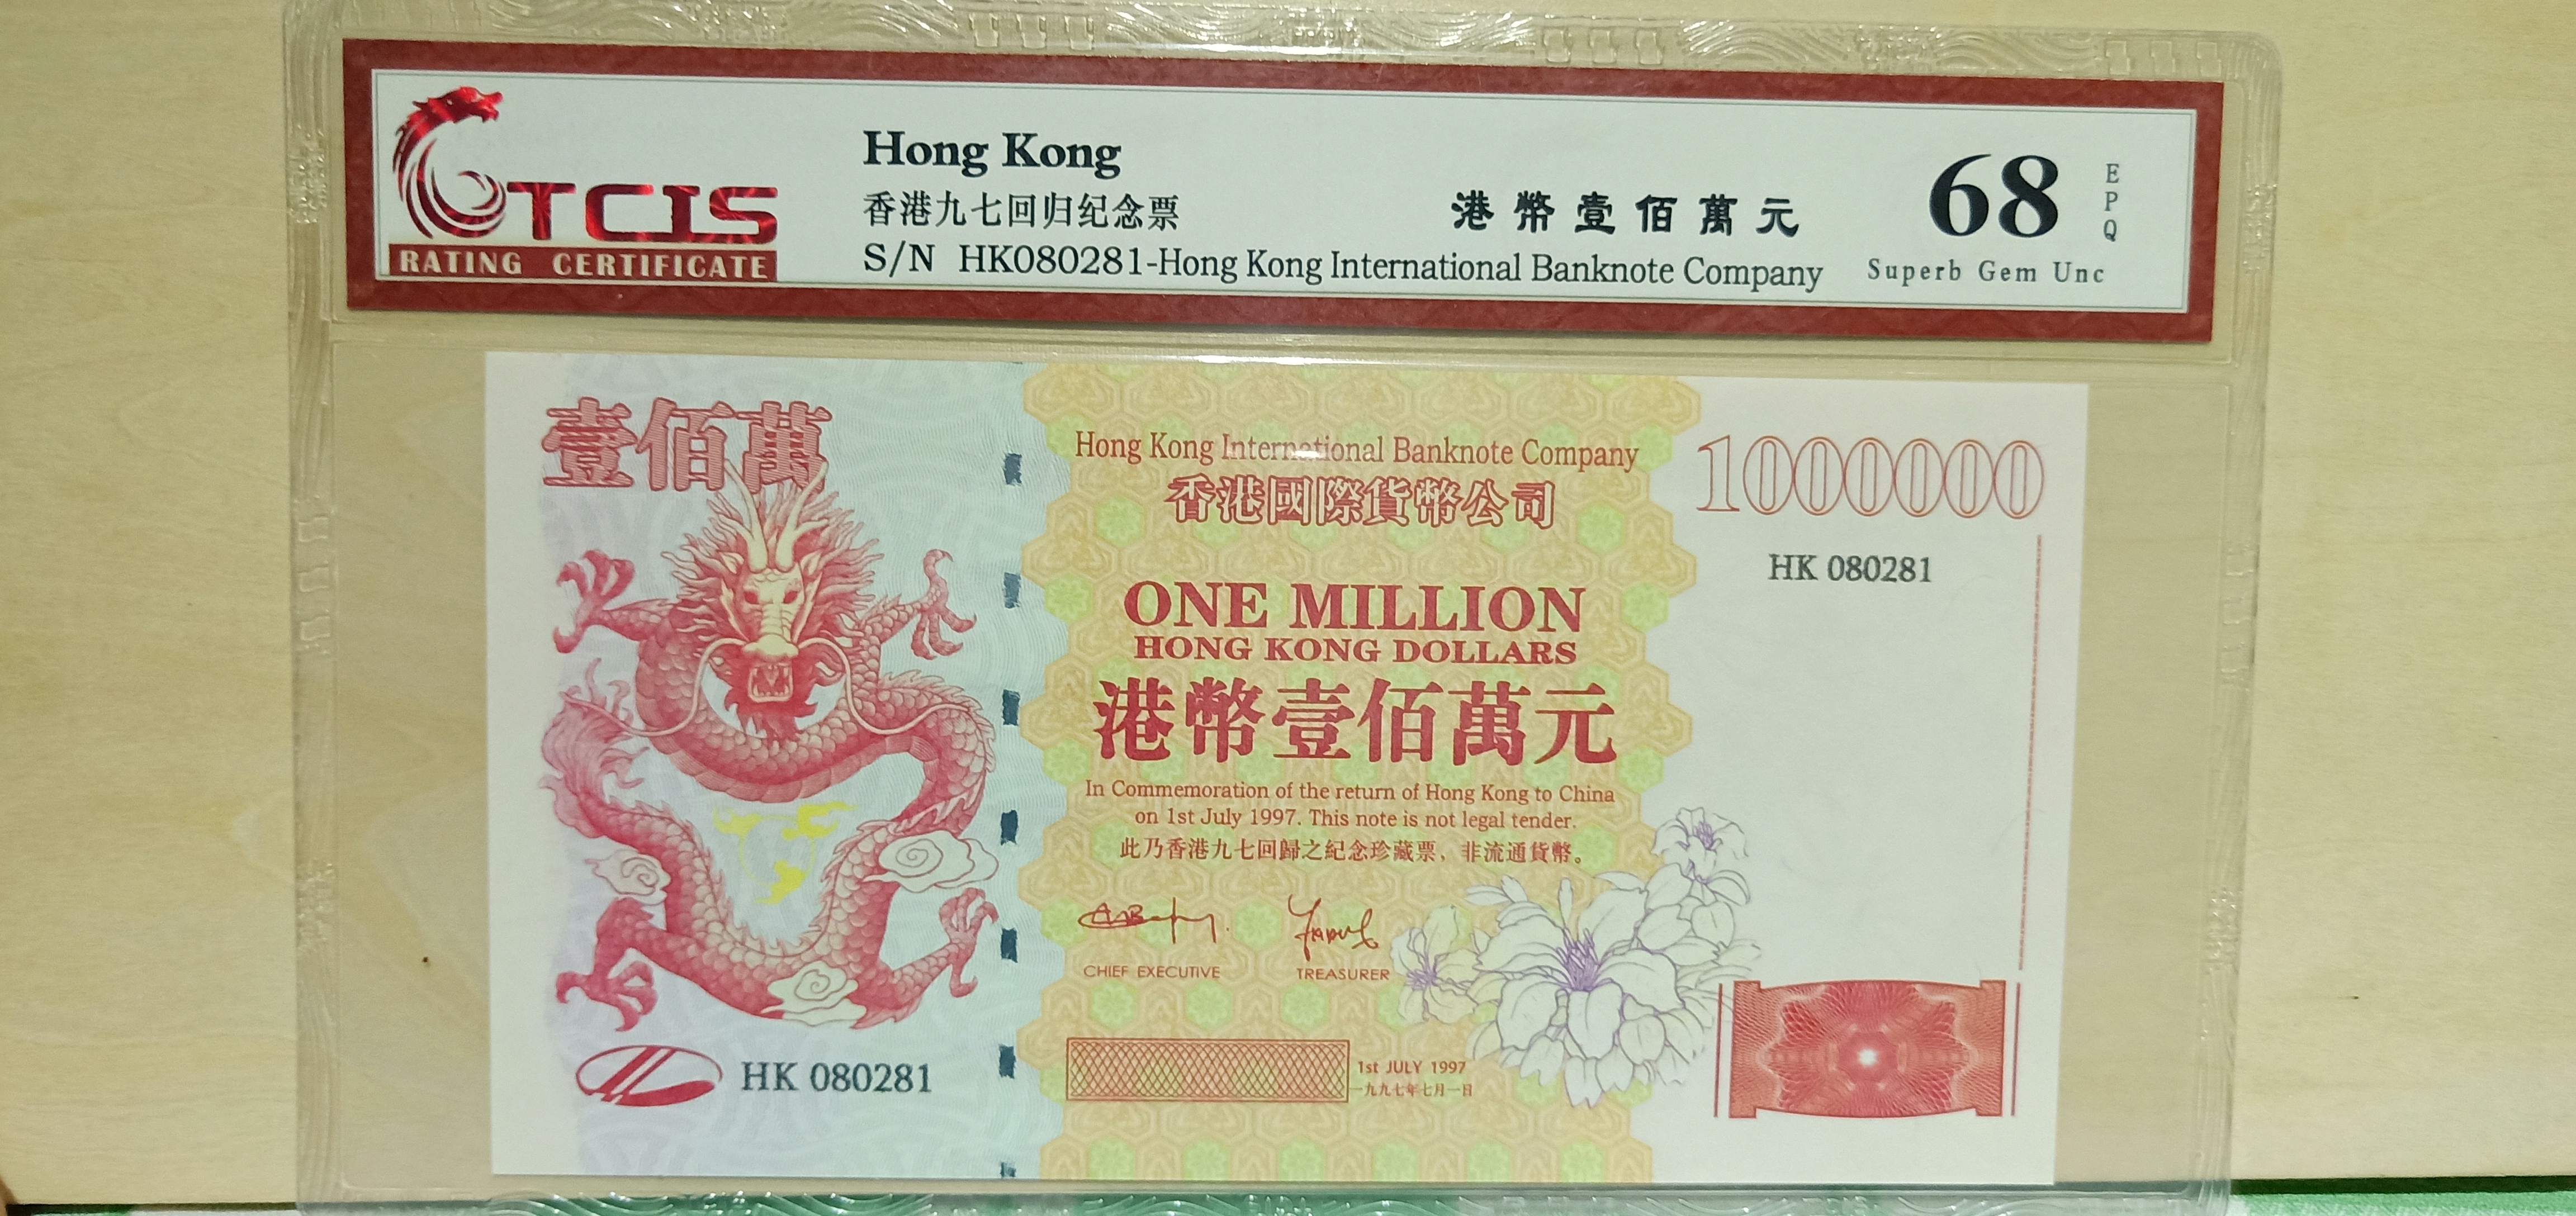 TCIS
RATING CERTIFICATE
Hong Kong
香港九七回归纪念票
港幣壹佰萬元
S/N HK080281-Hong Kong International Banknote Company
68
EPQ
Superb Gem Unc
壹佰萬
Hong Kong International Banknote Company
香港國際貨幣公司
1000000
HK 080281
ONE MILLION
HONG KONG DOLLARS
港幣壹佰萬元
In Commemoration of the return of Hong Kong to China
on 1st July 1997. This note is not legal tender.
此乃香港九七回歸之紀念珍藏票，非流通貨幣。
CHIEF EXECUTIVE
TREASURER
HK 080281
1st JULY 1997
一九九七年七月一日